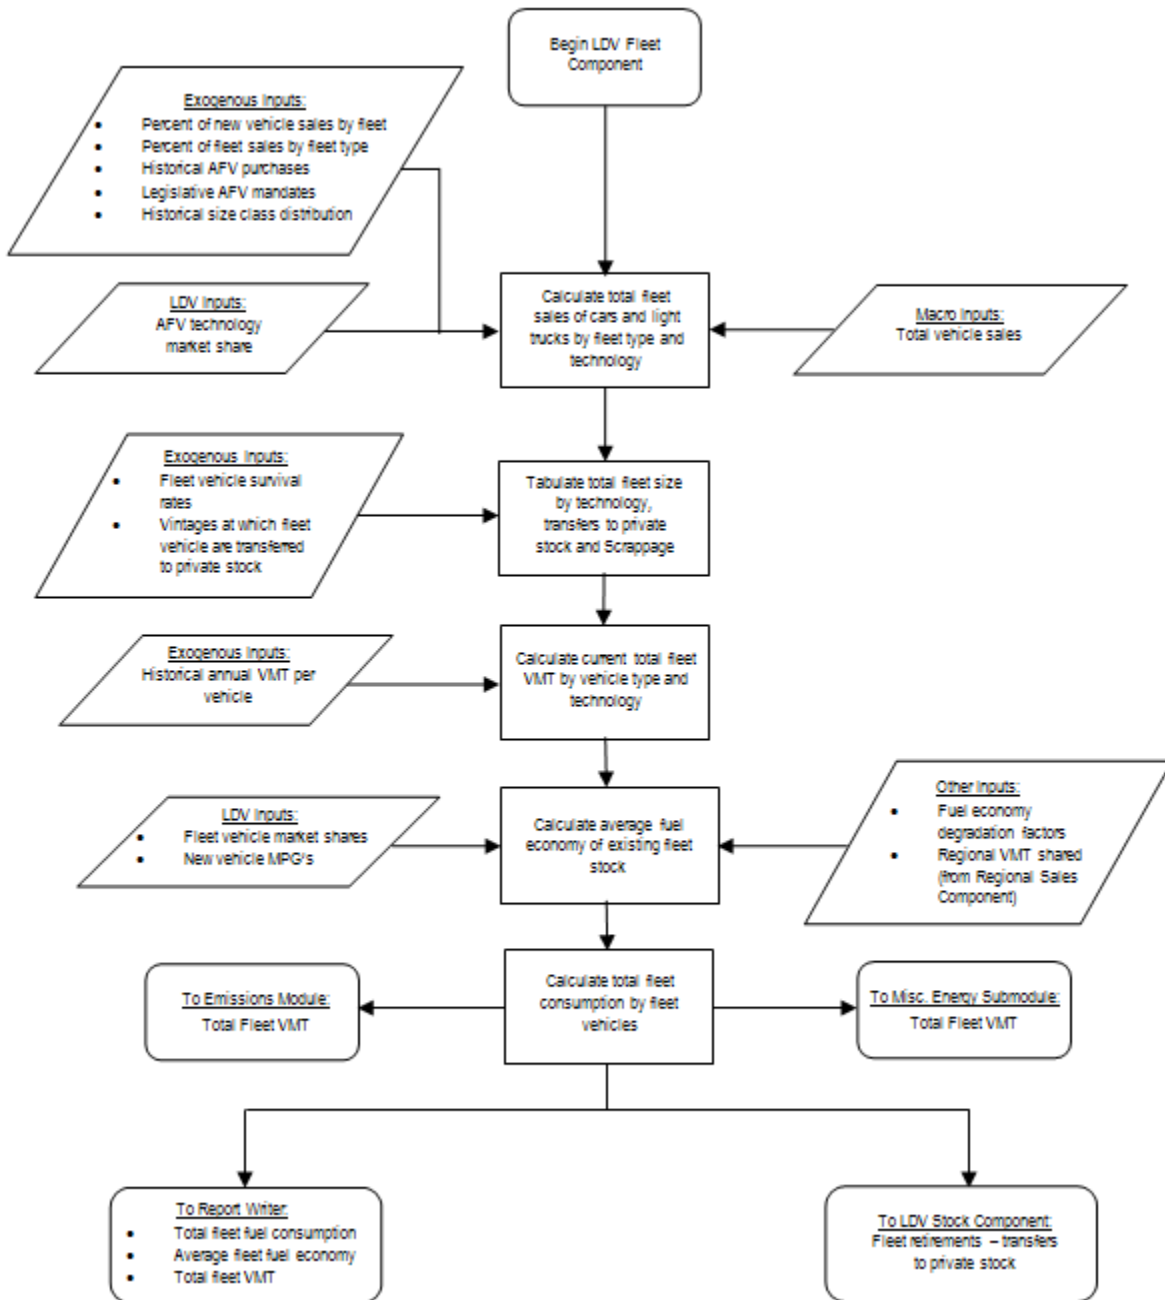 Begin LDV Fleet
Component
Exogenous Inputs:
• Percent of new vehicle sales by fleet
• Percent of fleet sales by fleet type
• Historical AFV purchases
• Legislative AFV mandates
• Historical size class distribution
LDV Inputs:
AFV technology
market share
Calculate total fleet
sales of cars and light
trucks by fleet type and
technology
Macro Inputs:
Total vehicle sales
Exogenous Inputs:
• Fleet vehicle survival
rates
• Vintages at which fleet
vehicle are transferred
to private stock
Tabulate total fleet size
by technology,
transfers to private
stock and Scrappage
Exogenous Inputs:
Historical annual VMT per
vehicle
Calculate current total fleet
VMT by vehicle type and
technology
LDV Inputs:
• Fleet vehicle market shares
• New vehicle MPG's
Calculate average fuel
economy of existing fleet
stock
Other Inputs:
• Fuel economy
degradation factors
• Regional VMT shared
(from Regional Sales
Component)
To Emissions Module:
Total Fleet VMT
Calculate total fleet
consumption by fleet
vehicles
To Misc. Energy Submodule:
Total Fleet VMT
To Report Writer:
• Total fleet fuel consumption
• Average fleet fuel economy
• Total fleet VMT
To LDV Stock Component:
Fleet retirements – transfers
to private stock